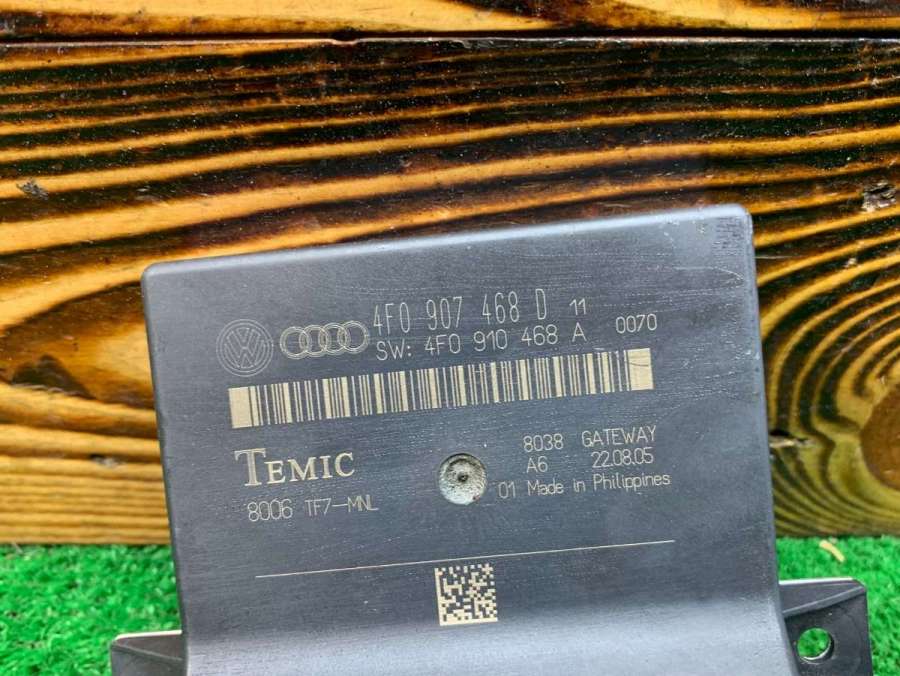 4F0 907 468 D 11
SW: 4F0 910 468 A 0070
TEMIC
8006 TF7-MNL
8038 GATEWAY
A6 22.08.05
01 Made in Philippines